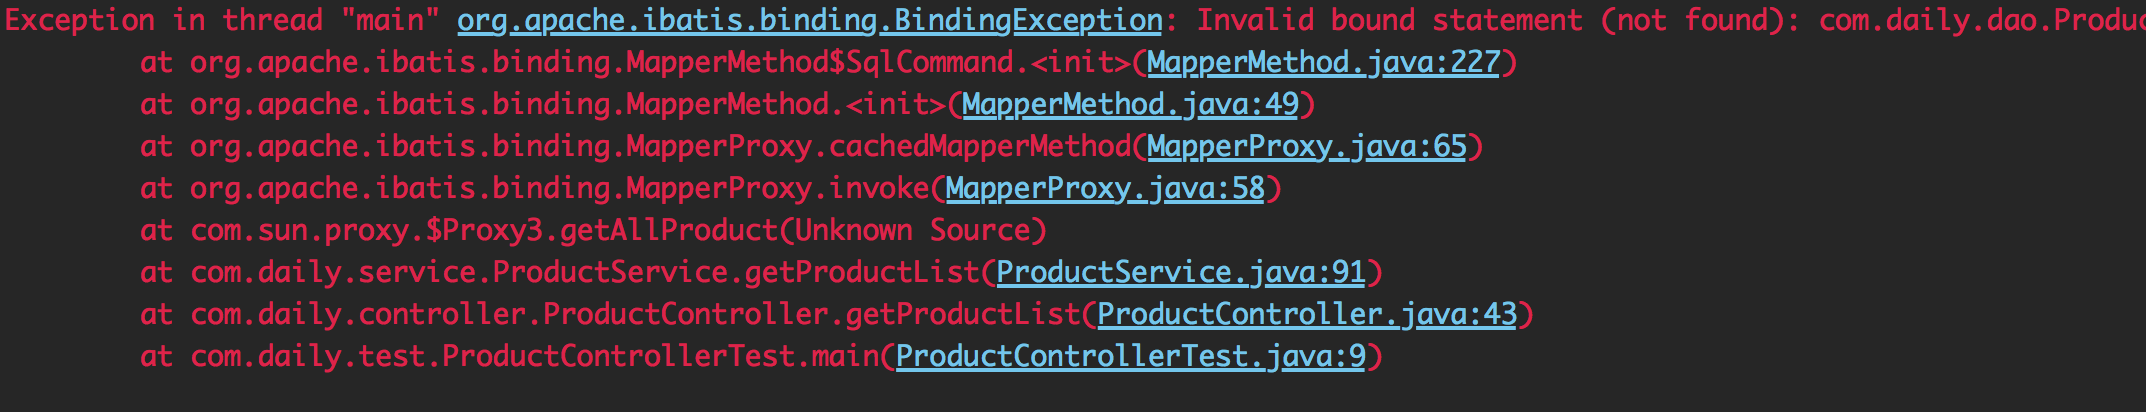 Exception in thread "main" org.apache.ibatis.binding.BindingException: Invalid bound statement (not found): com.daily.dao.Produc
at org.apache.ibatis.binding.MapperMethod$SqlCommand.<init>(MapperMethod.java:227)
at org.apache.ibatis.binding.MapperMethod.<init>(MapperMethod.java:49)
at org.apache.ibatis.binding.MapperProxy.cachedMapperMethod(MapperProxy.java:65)
at org.apache.ibatis.binding.MapperProxy.invoke(MapperProxy.java:58)
at com.sun.proxy.$Proxy3.getAllProduct(Unknown Source)
at com.daily.service.ProductService.getProductList(ProductService.java:91)
at com.daily.controller.ProductController.getProductList(ProductController.java:43)
at com.daily.test.ProductControllerTest.main(ProductControllerTest.java:9)